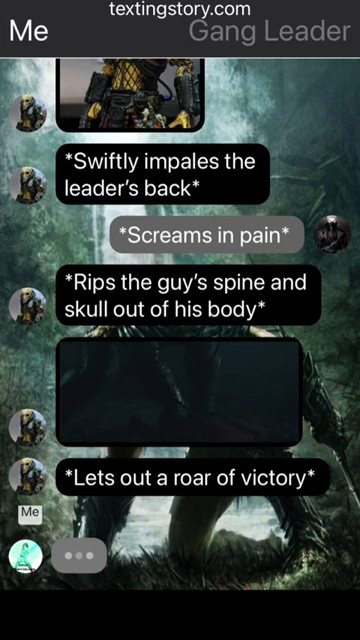 textingstory.com
Me
Gang Leader
*Swiftly impales the
leader’s back*
*Screams in pain*
*Rips the guy’s spine and
skull out of his body*
*Lets out a roar of victory*
Me